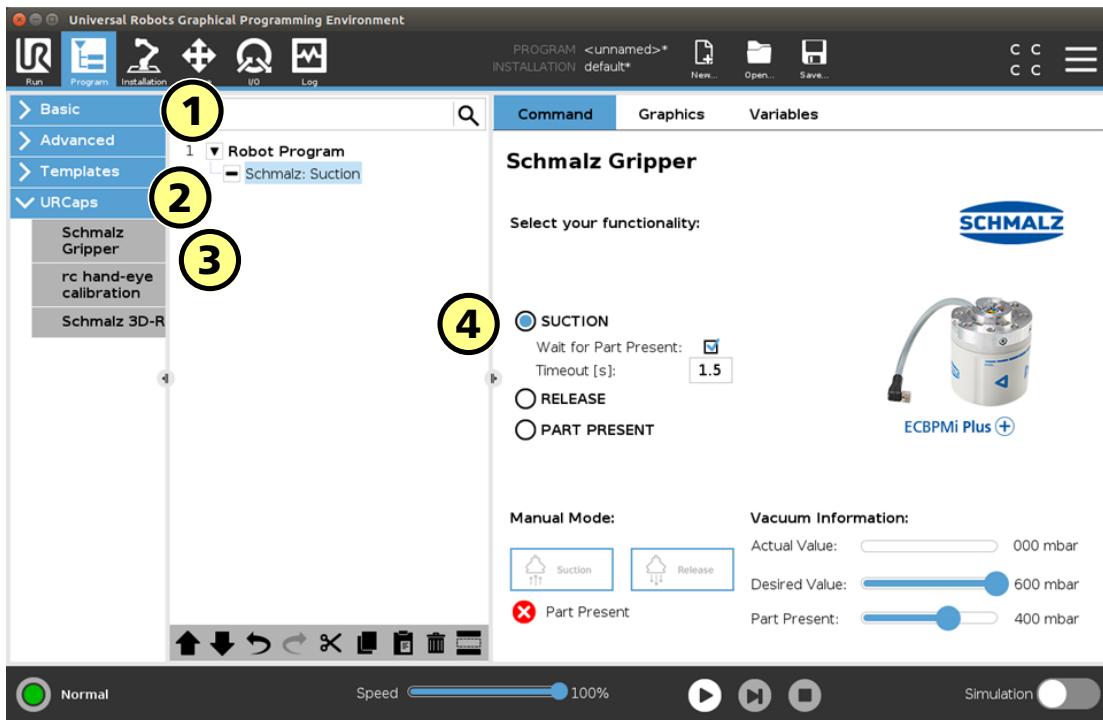 Universal Robots Graphical Programming Environment
UR
PROGRAM <unnamed>*
INSTALLATION default*
Run
Program
Installation
I/O
Log
New...
Open...
Save...
C C
C C
Basic
Advanced
Templates
URCaps
Schmalz
Gripper
rc hand-eye
calibration
Schmalz 3D-R
1
2
3
4
1 Robot Program
Schmalz: Suction
Command Graphics Variables
Schmalz Gripper
Select your functionality:
SCHMALZ
SUCTION
Wait for Part Present:
Timeout [s]: 1.5
RELEASE
PART PRESENT
ECBPMi Plus +
Manual Mode:
Suction
Release
Part Present
Vacuum Information:
Actual Value: 000 mbar
Desired Value: 600 mbar
Part Present: 400 mbar
Normal
Speed 100%
Simulation